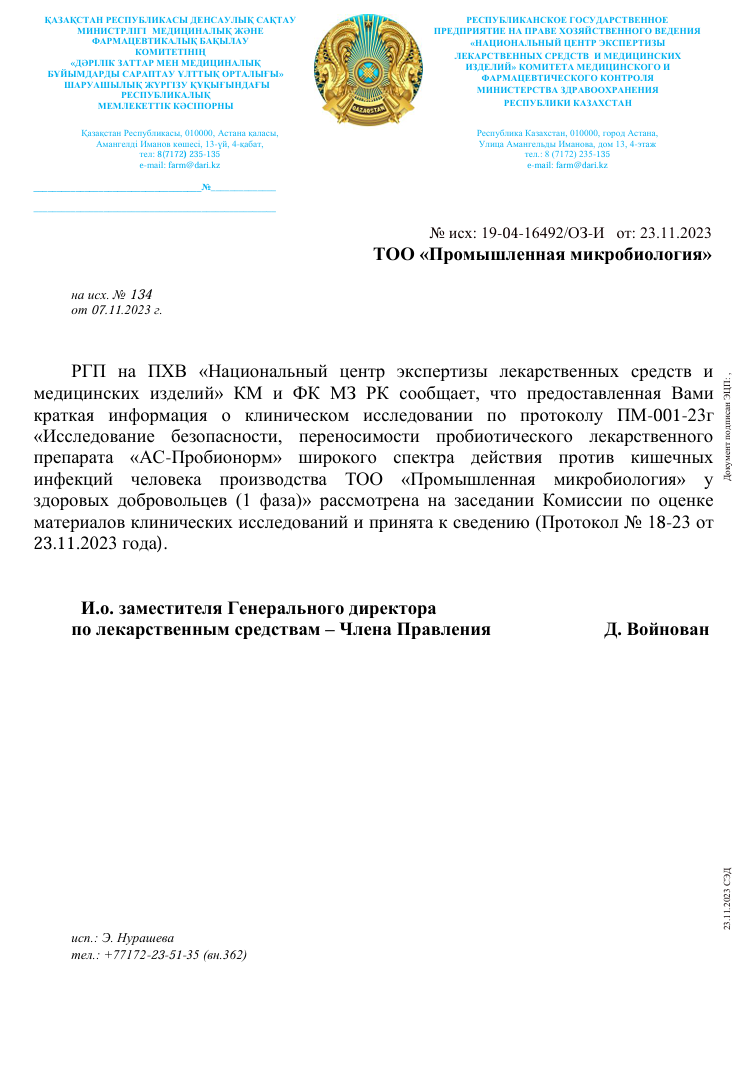 ҚАЗАҚСТАН РЕСПУБЛИКАСЫ ДЕНСАУЛЫҚ САҚТАУ
МИНИСТРЛІГІ МЕДИЦИНАЛЫҚ ЖӘНЕ
ФАРМАЦЕВТИКАЛЫҚ БАҚЫЛАУ
КОМИТЕТІНІҢ
«ДӘРІЛІК ЗАТТАР МЕН МЕДИЦИНАЛЫҚ
БҰЙЫМДАРДЫ САРАПТАУ ҰЛТТЫҚ ОРТАЛЫҒЫ»
ШАРУАШЫЛЫҚ ЖҮРГІЗУ ҚҰҚЫҒЫНДАҒЫ
РЕСПУБЛИКАЛЫҚ
МЕМЛЕКЕТТІК КӘСІПОРНЫ
Қазақстан Республикасы, 010000, Астана қаласы,
Амангелді Иманов көшесі, 13-үй, 4-қабат,
тел: 8(7172) 235-135
e-mail: farm@dari.kz
№
QAZAQSTAN
РЕСПУБЛИКАНСКОЕ ГОСУДАРСТВЕННОЕ
ПРЕДПРИЯТИЕ НА ПРАВЕ ХОЗЯЙСТВЕННОГО ВЕДЕНИЯ
«НАЦИОНАЛЬНЫЙ ЦЕНТР ЭКСПЕРТИЗЫ
ЛЕКАРСТВЕННЫХ СРЕДСТВ И МЕДИЦИНСКИХ
ИЗДЕЛИЙ» КОМИТЕТА МЕДИЦИНСКОГО И
ФАРМАЦЕВТИЧЕСКОГО КОНТРОЛЯ
МИНИСТЕРСТВА ЗДРАВООХРАНЕНИЯ
РЕСПУБЛИКИ КАЗАХСТАН
Республика Казахстан, 010000, город Астана,
Улица Амангельды Иманова, дом 13, 4-этаж
тел.: 8 (7172) 235-135
e-mail: farm@dari.kz
№ исх: 19-04-16492/ОЗ-И от: 23.11.2023
ТОО «Промышленная микробиология»
на исх. № 134
от 07.11.2023 г.
РГП на ПХВ «Национальный центр экспертизы лекарственных средств и
медицинских изделий» КМ и ФК МЗ РК сообщает, что предоставленная Вами
краткая информация о клиническом исследовании по протоколу ПМ-001-23г
«Исследование безопасности, переносимости пробиотического лекарственного
препарата «АС-Пробионорм» широкого спектра действия против кишечных
инфекций человека производства ТОО «Промышленная микробиология» у
здоровых добровольцев (1 фаза)» рассмотрена на заседании Комиссии по оценке
материалов клинических исследований и принята к сведению (Протокол № 18-23 от
23.11.2023 года).
И.о. заместителя Генерального директора
по лекарственным средствам – Члена Правления Д. Войнован
исп.: Э. Нурашева
тел.: +77172-23-51-35 (вн.362)
Документ подписан ЭЦП: ,
23.11.2023 СЭД